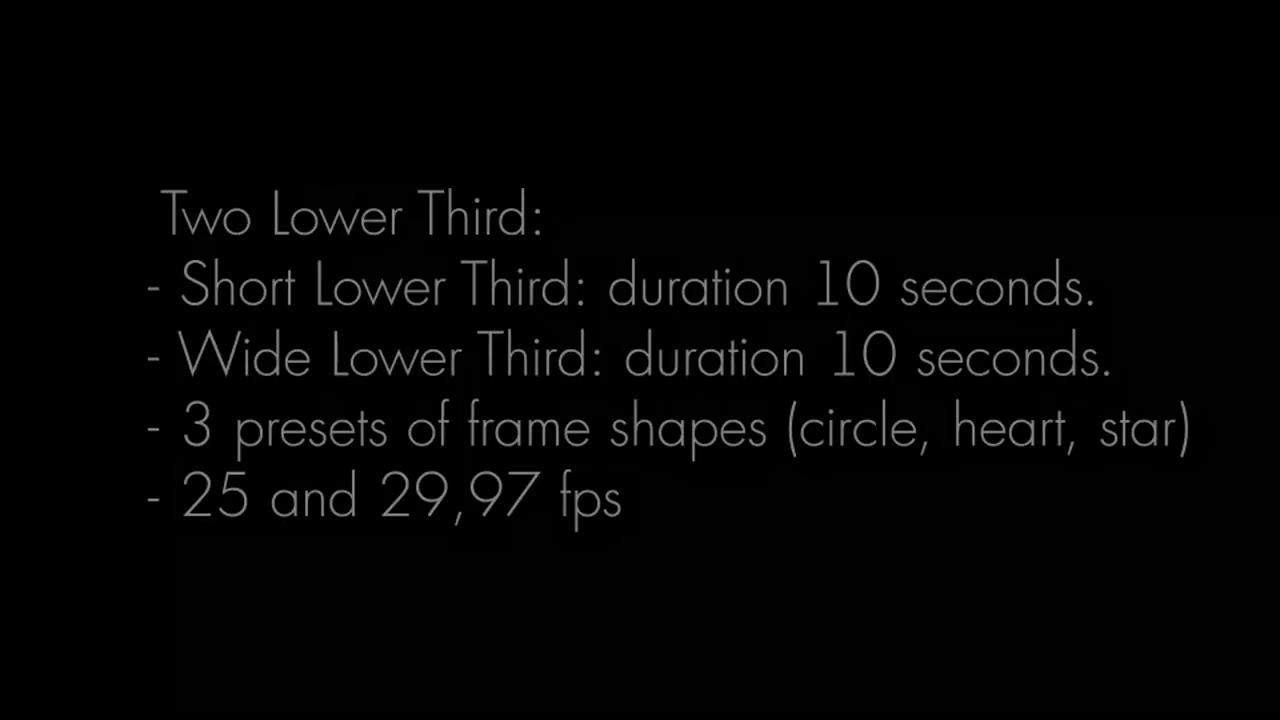 Two Lower Third:
- Short Lower Third: duration 10 seconds.
- Wide Lower Third: duration 10 seconds.
- 3 presets of frame shapes (circle, heart, star)
- 25 and 29,97 fps